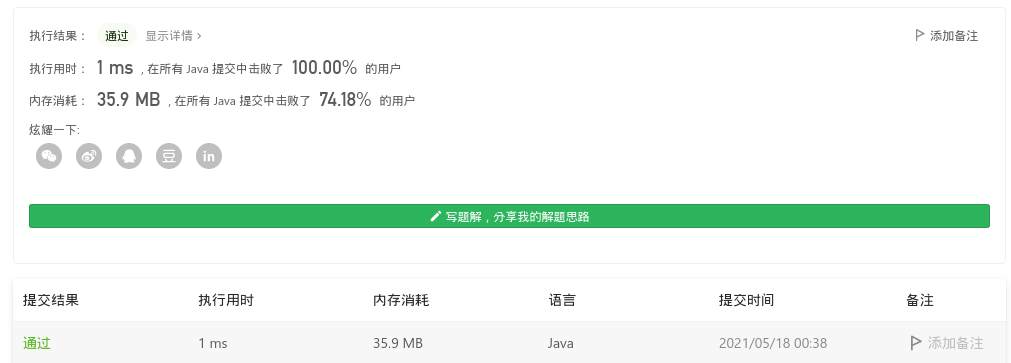 执行结果： 通过 显示详情 › 添加备注
执行用时： 1 ms , 在所有 Java 提交中击败了 100.00% 的用户
内存消耗： 35.9 MB , 在所有 Java 提交中击败了 74.18% 的用户
炫耀一下:
豆 in
写题解，分享我的解题思路
提交结果 执行用时 内存消耗 语言 提交时间 备注
通过 1 ms 35.9 MB Java 2021/05/18 00:38 添加备注